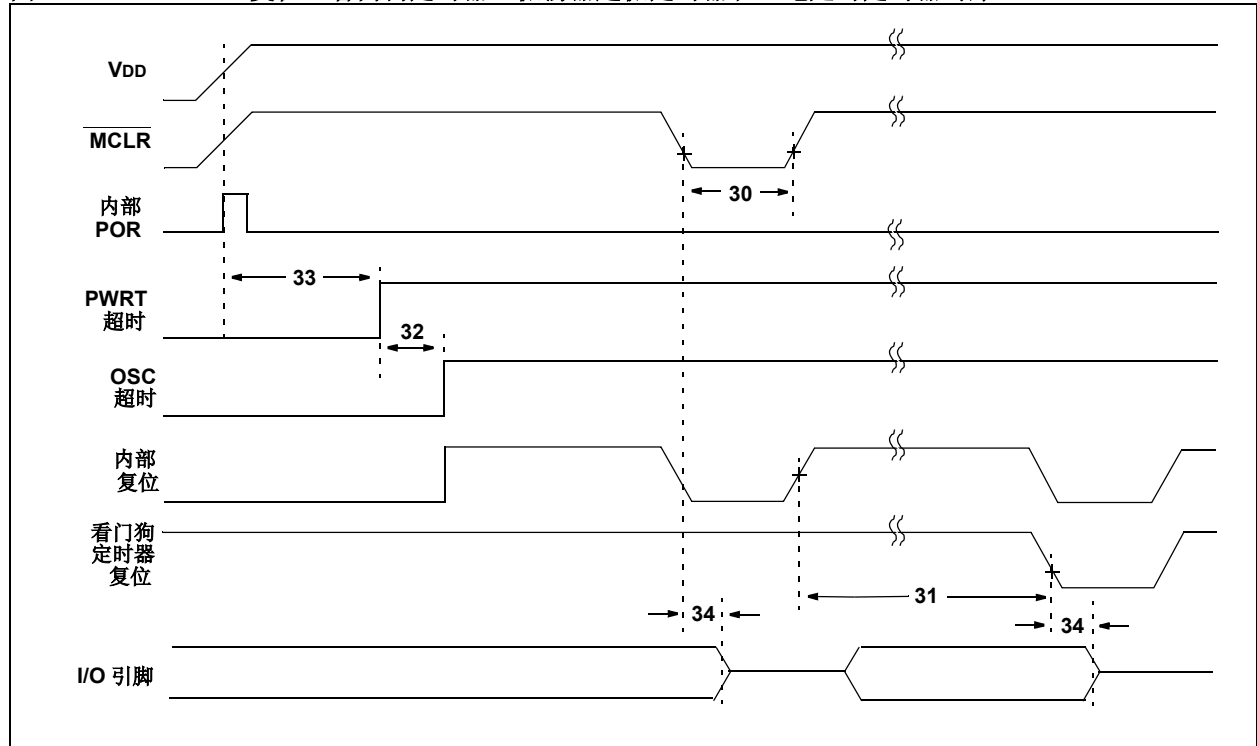 VDD
MCLR
30
内部
POR
33
PWRT
超时
32
OSC
超时
内部
复位
看门狗
定时器
复位
31
34
34
I/O 引脚